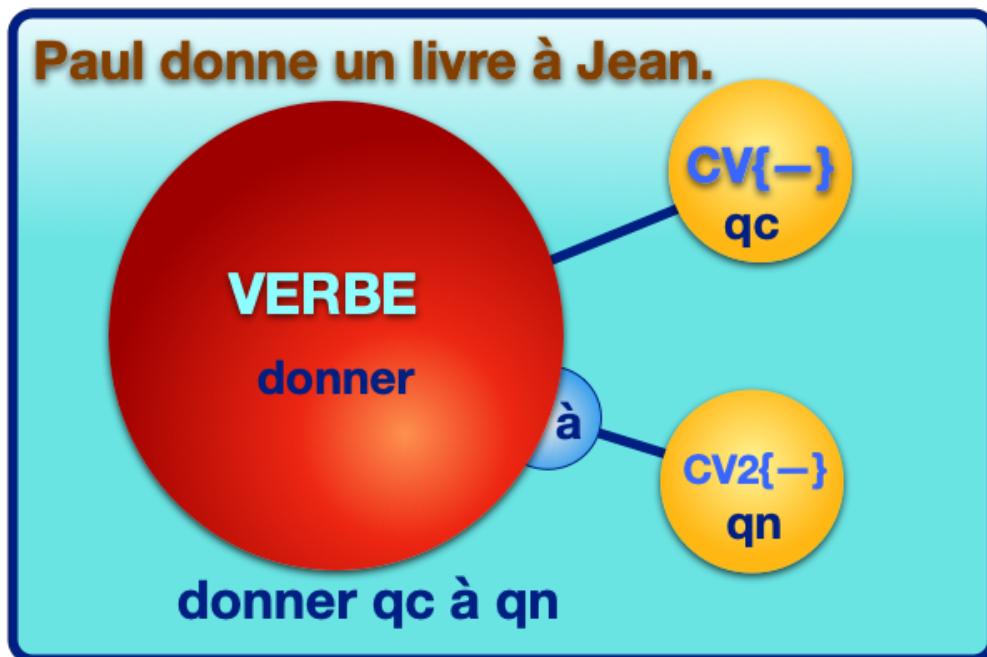 Paul donne un livre à Jean.
CV{—}
qc
VERBE
donner
à
CV2{—}
qn
donner qc à qn